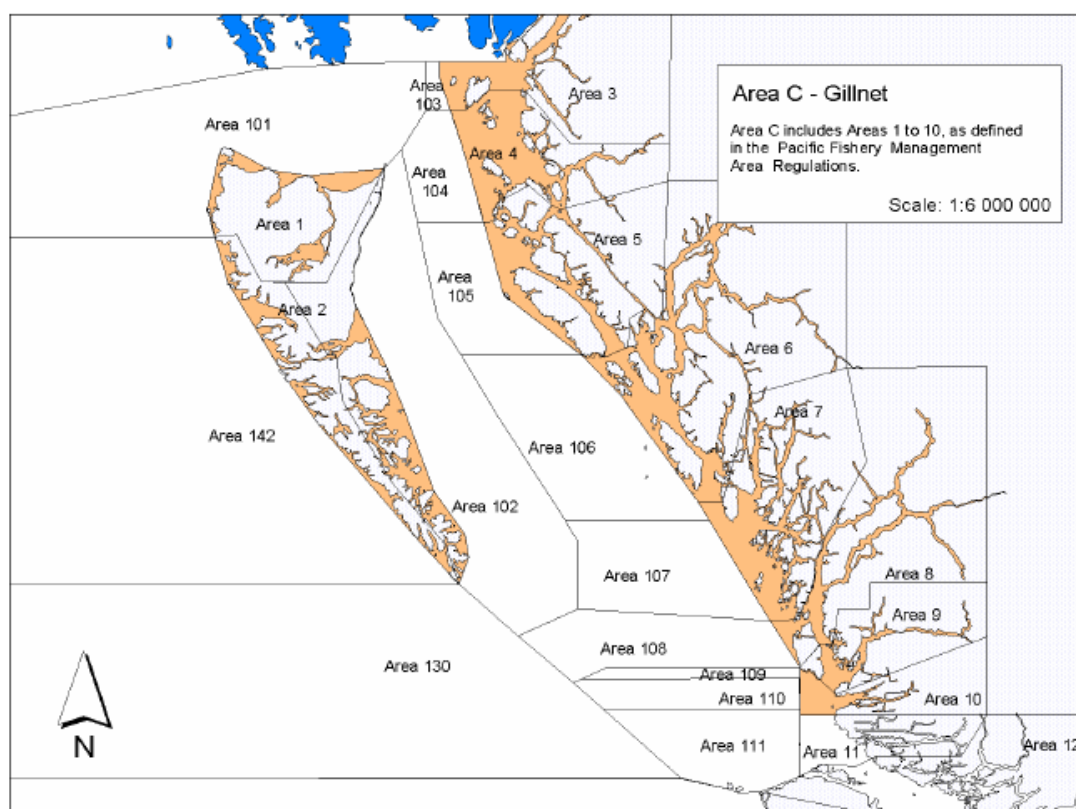 Area C - Gillnet
Area C includes Areas 1 to 10, as defined
in the Pacific Fishery Management
Area Regulations.
Scale: 1:6 000 000
Area
103
Area 3
Area 101
Area 4
Area
104
Area 1
Area 5
Area
105
Area 2
Area 6
Area 7
Area 142
Area 106
Area 102
Area 107
Area 8
Area 9
Area 108
Area 130
Area 109
Area 110
Area 10
Area 111
Area 11
Area 12
N